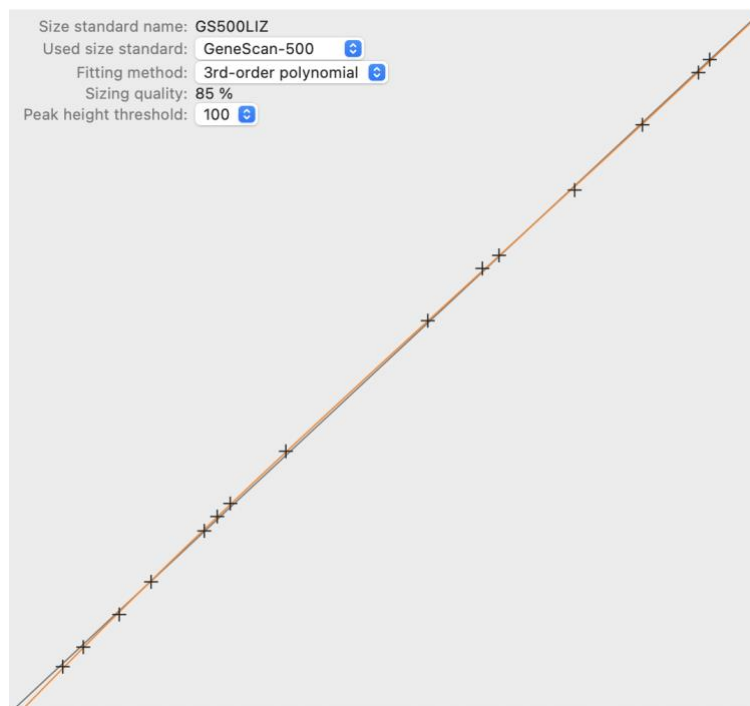 Size standard name: GS500LIZ
Used size standard: GeneScan-500
Fitting method: 3rd-order polynomial
Sizing quality: 85 %
Peak height threshold: 100